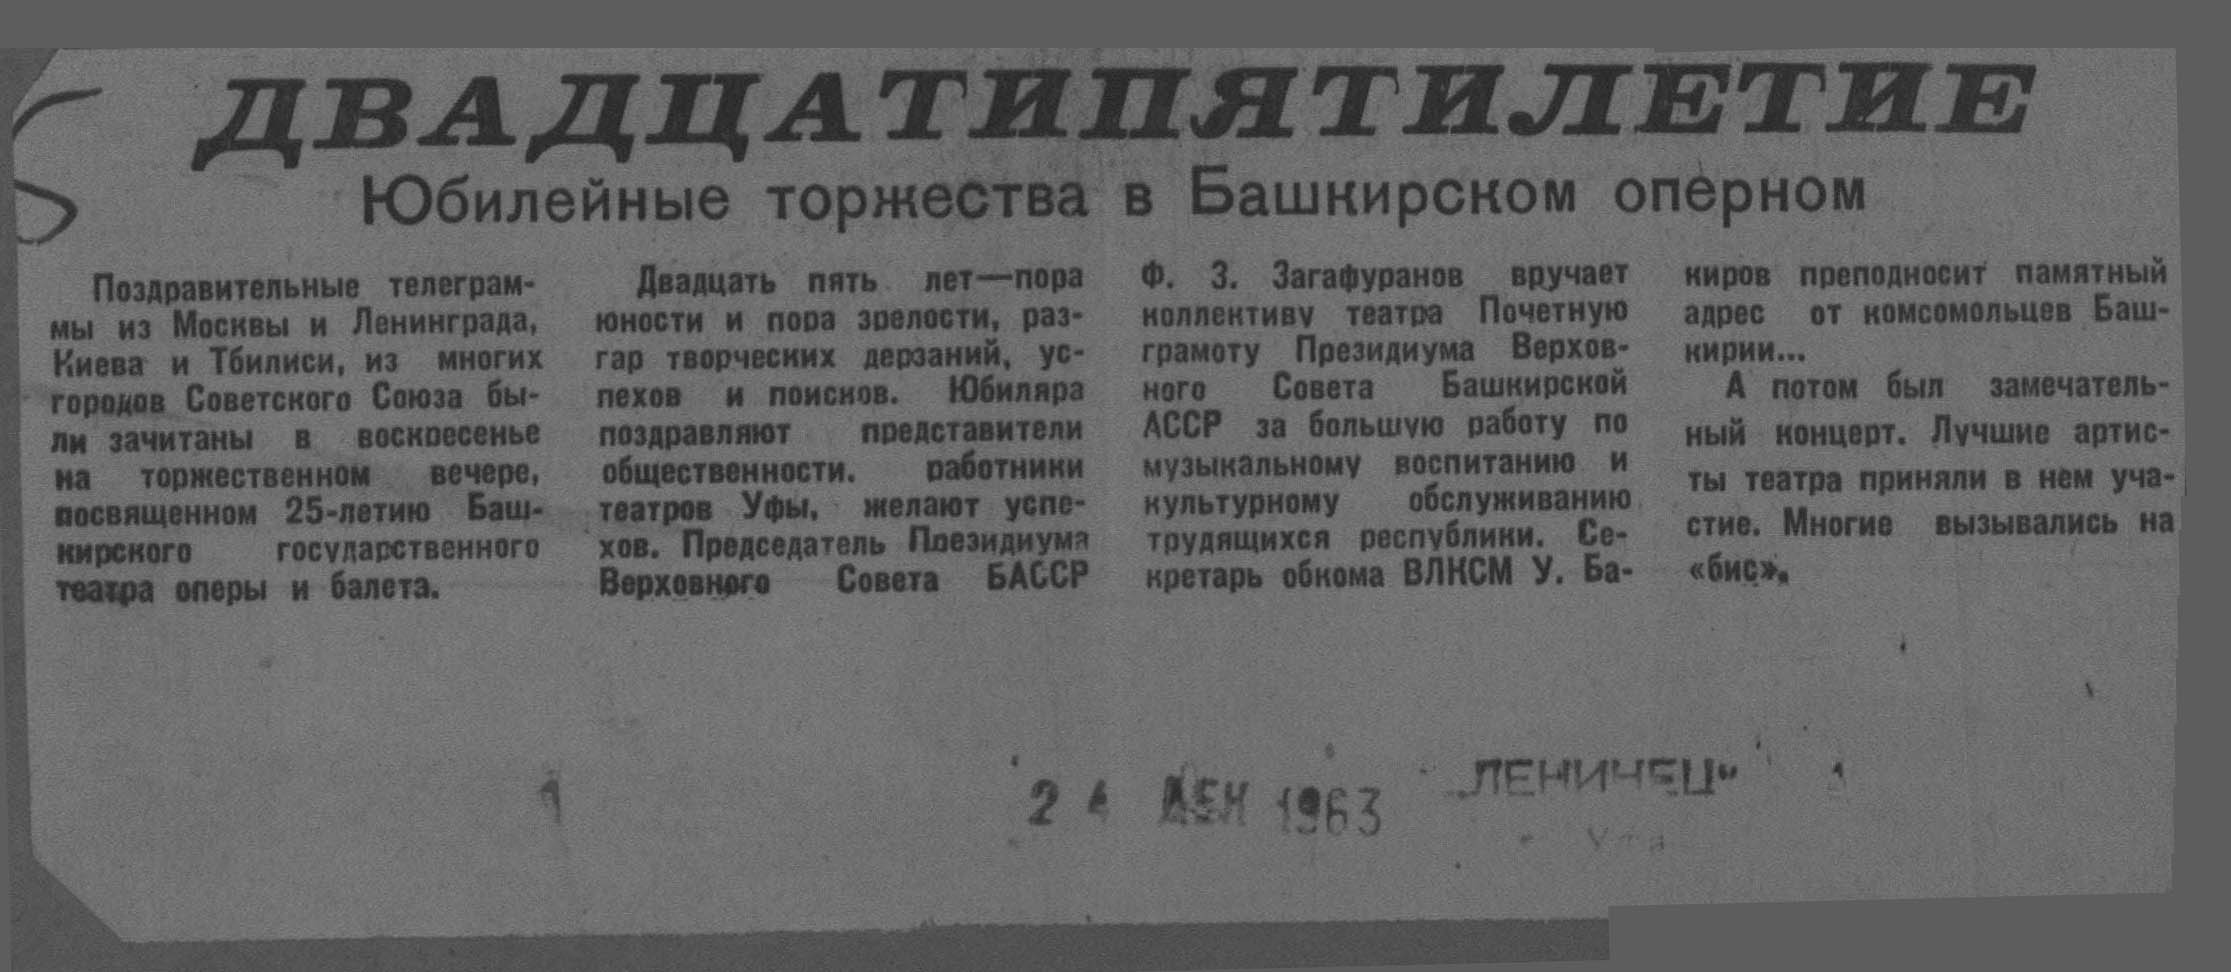 ДВАДЦАТИПЯТИЛЕТИЕ
Юбилейные торжества в Башкирском оперном
Поздравительные телеграм-
мы из Москвы и Ленинграда,
Киева и Тбилиси, из многих
городов Советского Союза бы-
ли зачитаны в воскресенье
на торжественном вечере,
посвященном 25-летию Баш-
кирского государственного
театра оперы и балета.
Двадцать пять лет—пора
юности и пора зрелости, раз-
гар творческих дерзаний, ус-
пехов и поисков. Юбиляра
поздравляют представители
общественности. работники
театров Уфы, желают успе-
хов. Председатель Президиума
Верховного Совета БАССР
Ф. З. Загафуранов вручает
коллективу театра Почетную
грамоту Президиума Верхов-
ного Совета Башкирской
АССР за большую работу по
музыкальному воспитанию и
культурному обслуживанию
трудящихся республики. Се-
кретарь обкома ВЛКСМ У. Ба-
киров преподносит памятный
адрес от комсомольцев Баш-
кирии...
А потом был замечатель-
ный концерт. Лучшие артис-
ты театра приняли в нем уча-
стие. Многие вызывались на
«бис».
1
24 ДЕК 1963
„ЛЕНИНЕЦ“
г. Уфа